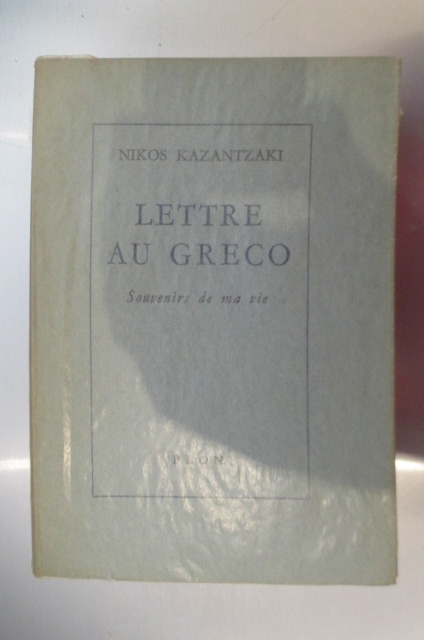 NIKOS KAZANTZAKI
LETTRE
AU GRECO
Souvenirs de ma vie
PLON